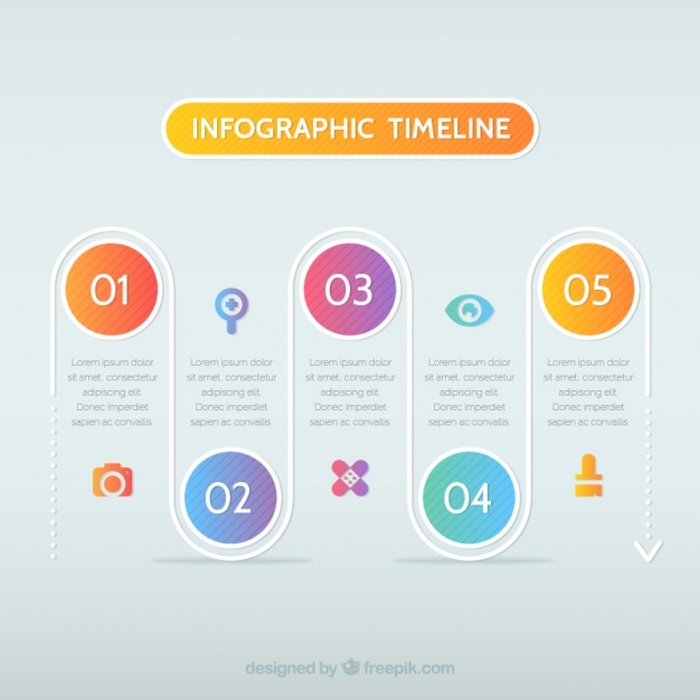 INFOGRAPHIC TIMELINE
01
Lorem ipsum dolor
sit amet, consectetur
adipiscing elit.
Donec imperdiet
sapien ac convallis
02
Lorem ipsum dolor
sit amet, consectetur
adipiscing elit.
Donec imperdiet
sapien ac convallis
03
Lorem ipsum dolor
sit amet, consectetur
adipiscing elit.
Donec imperdiet
sapien ac convallis
04
Lorem ipsum dolor
sit amet, consectetur
adipiscing elit.
Donec imperdiet
sapien ac convallis
05
Lorem ipsum dolor
sit amet, consectetur
adipiscing elit.
Donec imperdiet
sapien ac convallis
designed by freepik.com